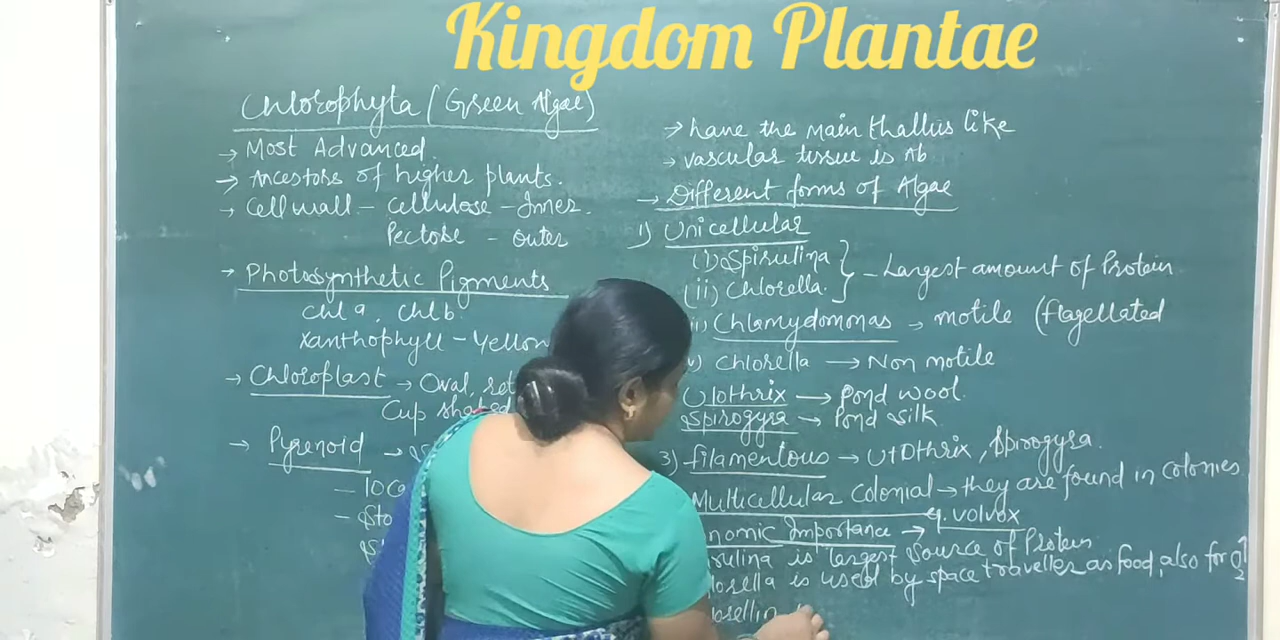 Kingdom Plantae
Chlorophyta (Green Algae)
→ Most Advanced.
→ Ancestors of higher plants.
→ Cell wall - Cellulose - Inner.
Pectose - Outer
→ Photosynthetic Pigments
Chl a, Chl b.
Xanthophyll - Yellow
→ Chloroplast → Oval,
Cup shaped
→ Pyrenoid →
→ have the main thallus like
→ vascular tissue is Ab
→ Different forms of Algae
1) Unicellular
(i) Spirulina
(ii) Chlorella. } - Largest amount of Protein
Chlamydomonas → motile (flagellated
Chlorella → Non motile
Ulothrix → Pond wool.
Spirogyra → Pond silk
3) filamentous → Spirogyra.
Multicellular Colonial → they are found in colonies
eg. volvox
Importance →
is largest source of Protein
is used by space traveller as food, also for O2